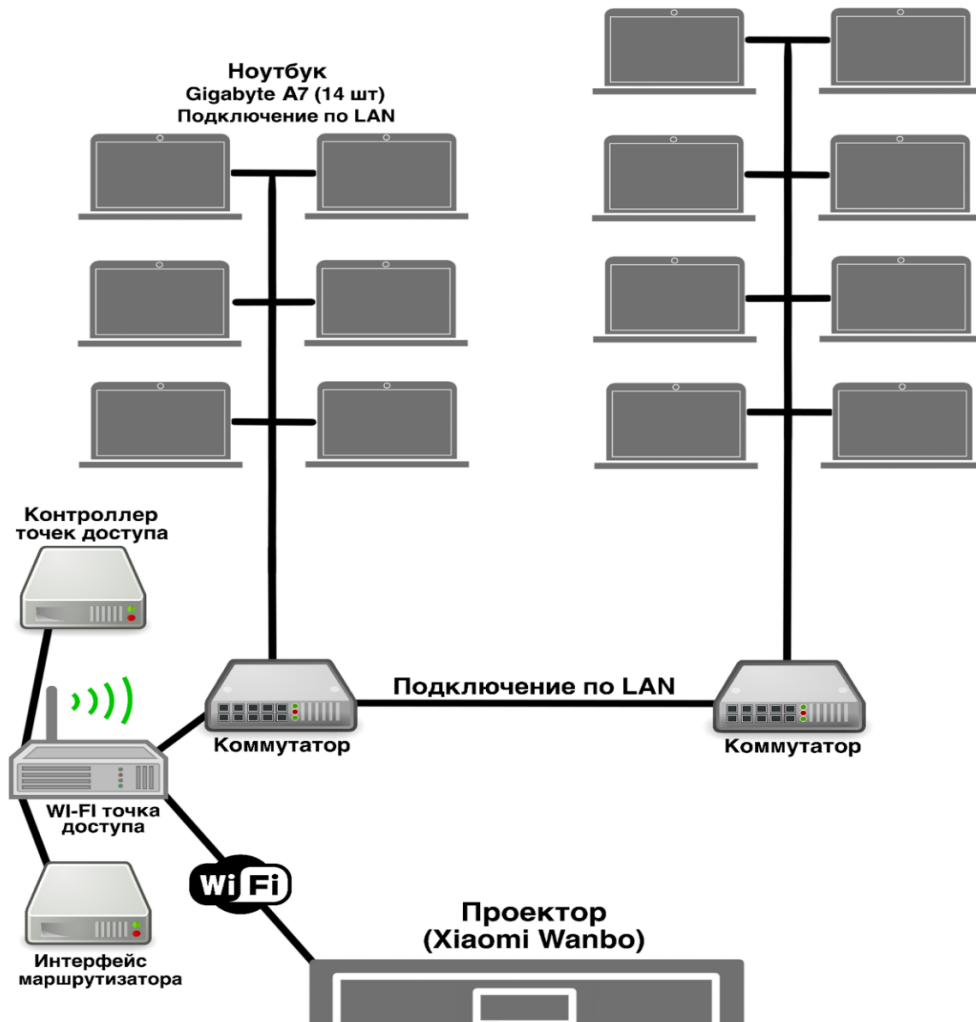 Ноутбук
Gigabyte A7 (14 шт)
Подключение по LAN
Контроллер
точек доступа
Подключение по LAN
Коммутатор
Коммутатор
WI-FI точка
доступа
Wi Fi
Интерфейс
маршрутизатора
Проектор
(Xiaomi Wanbo)